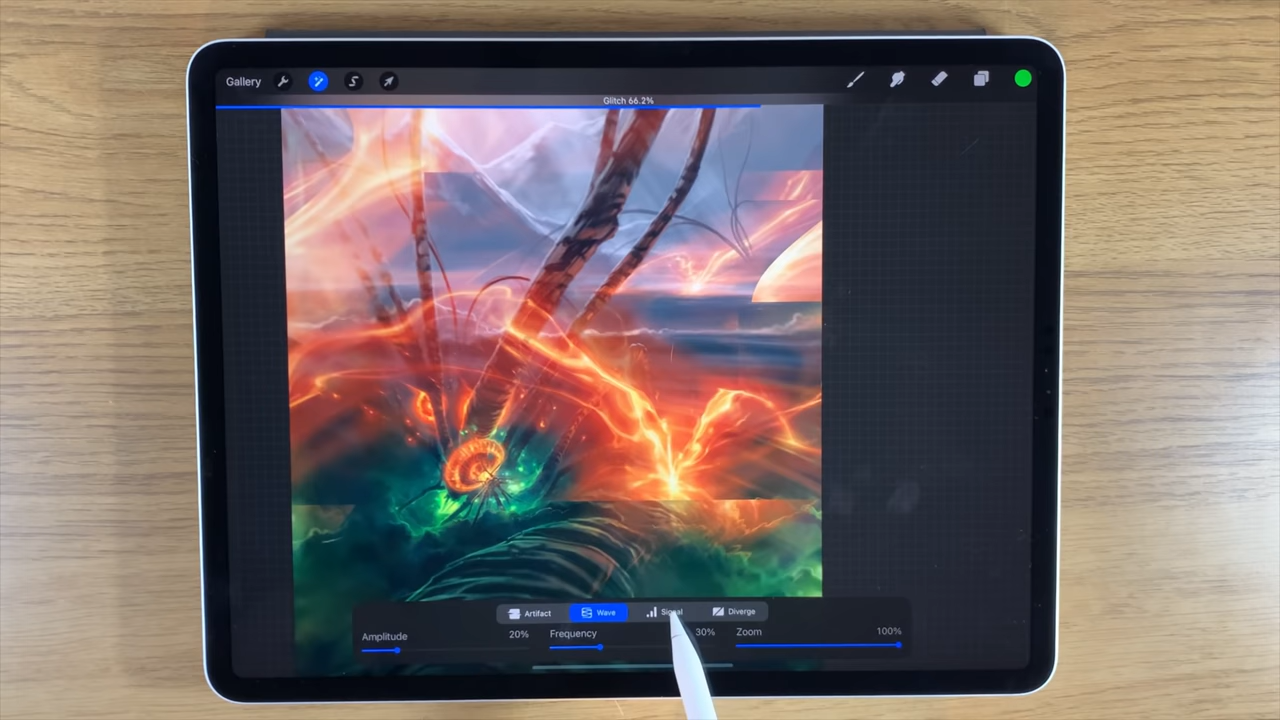 Gallery
Glitch 66.2%
Artifact Wave Signal Diverge
Amplitude 20% Frequency 30% Zoom 100%